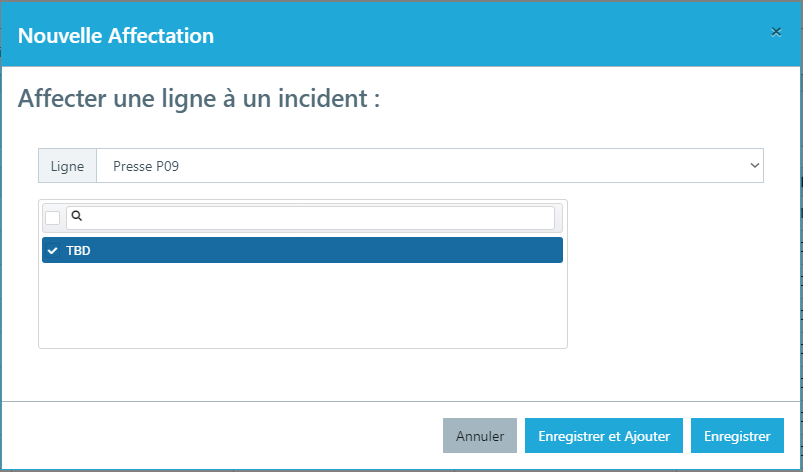 Nouvelle Affectation
Affecter une ligne à un incident :
Ligne Presse P09
TBD
Annuler Enregistrer et Ajouter Enregistrer